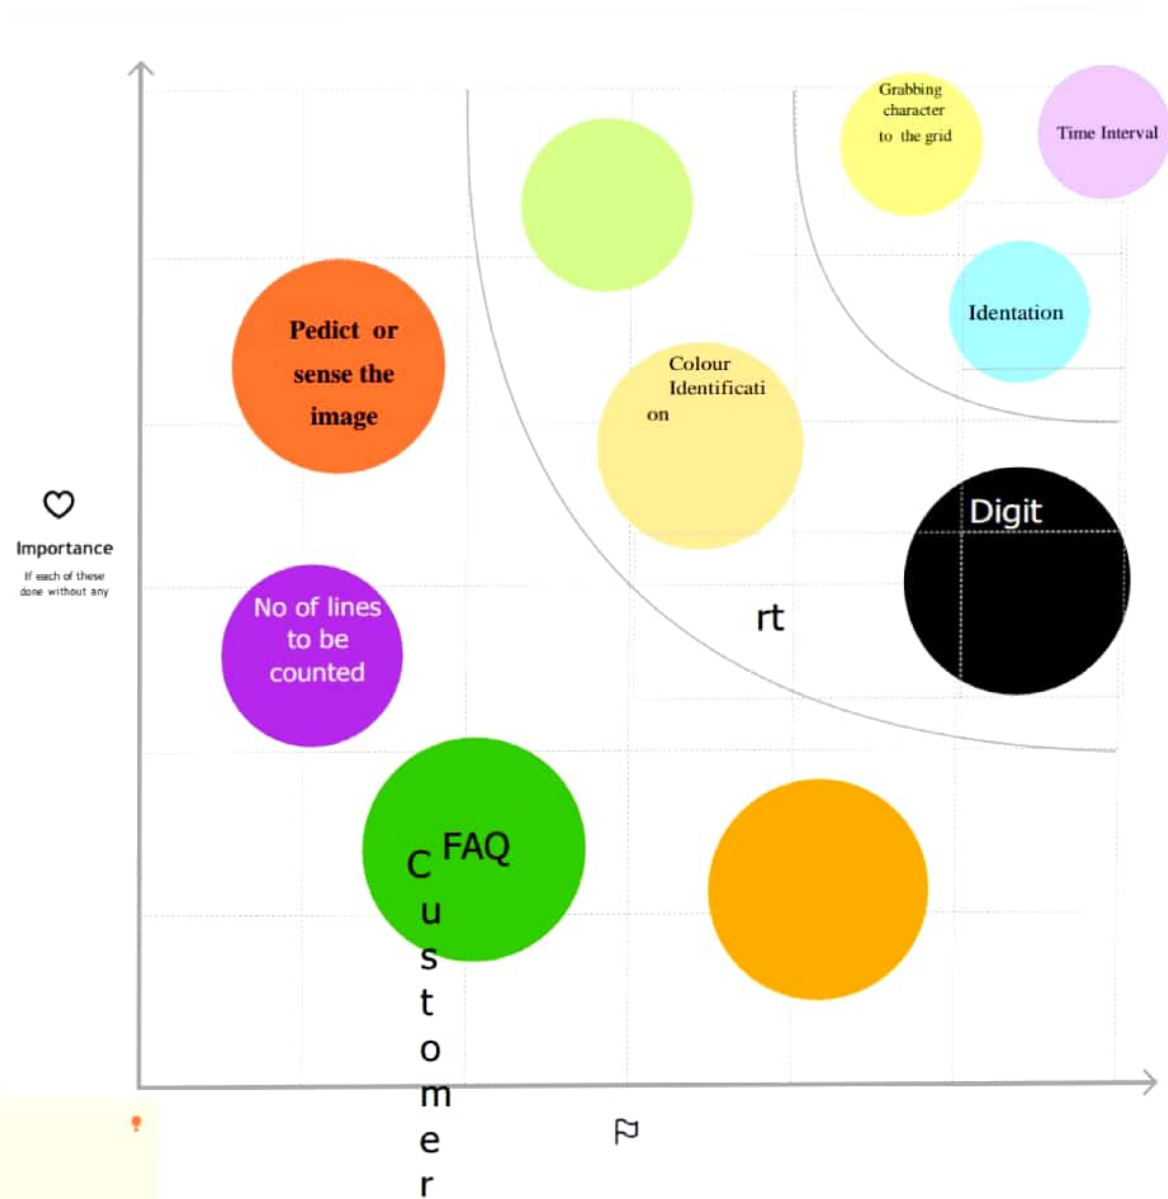 Grabbing
character
to the grid
Time Interval
Identation
Pedict or
sense the
image
Colour
Identificati
on
Digit
Importance
If each of these
done without any
rt
No of lines
to be
counted
FAQ
C
u
s
t
o
m
e
r